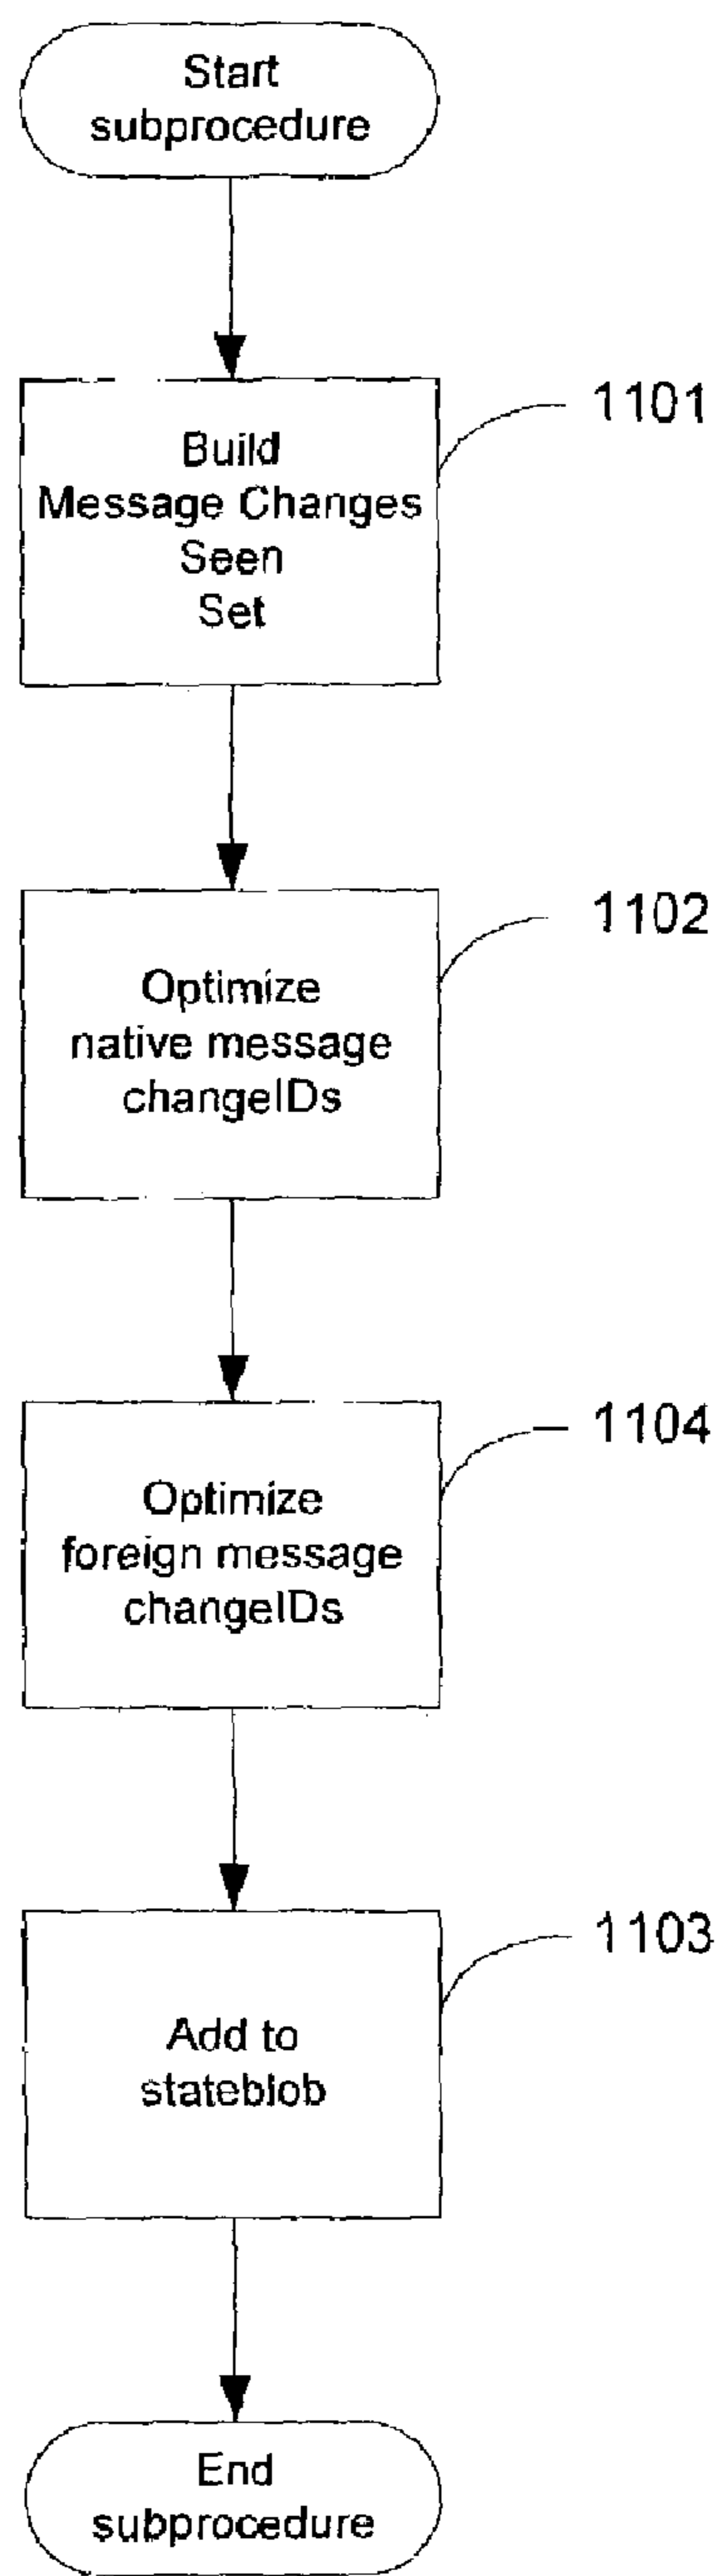 Start
subprocedure
1101
Build
Message Changes
Seen
Set
1102
Optimize
native message
changeIDs
1104
Optimize
foreign message
changeIDs
1103
Add to
stateblob
End
subprocedure